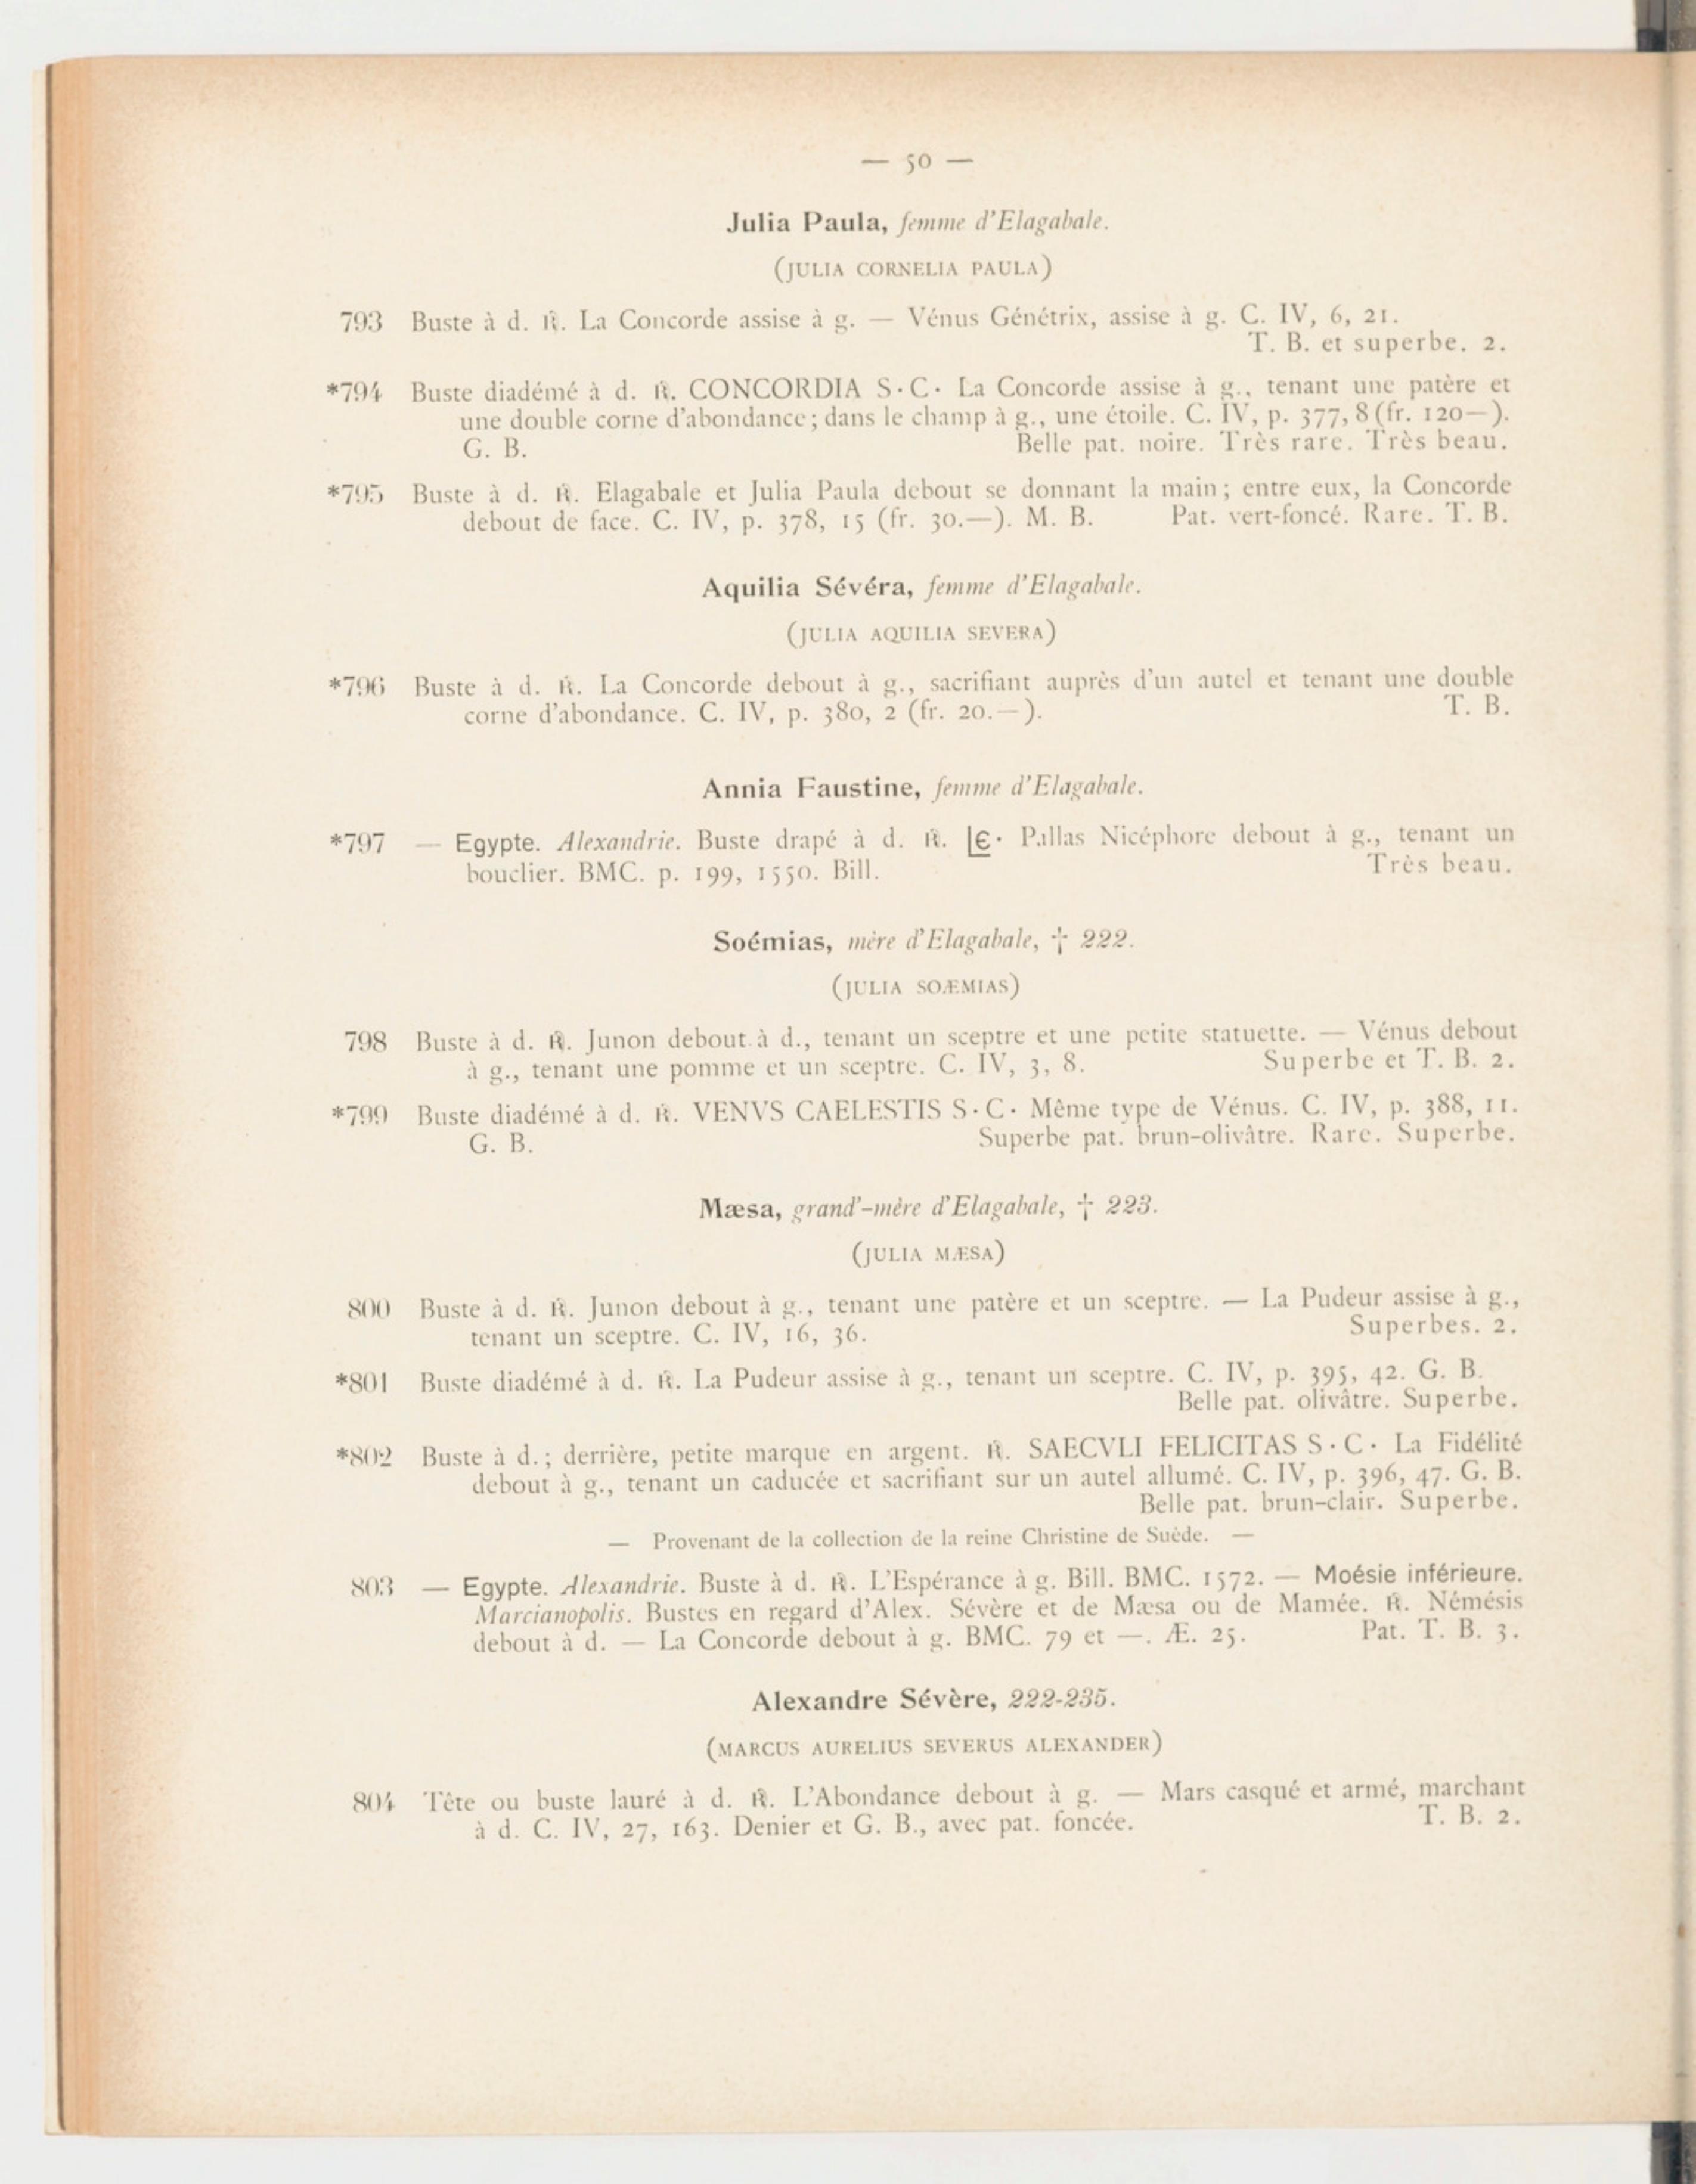 — 50 —
Julia Paula, femme d'Elagabale.
(JULIA CORNELIA PAULA)
793 Buste à d. ℞. La Concorde assise à g. — Vénus Génétrix, assise à g. C. IV, 6, 21.
T. B. et superbe. 2.
*794 Buste diadémé à d. ℞. CONCORDIA S·C· La Concorde assise à g., tenant une patère et
une double corne d'abondance; dans le champ à g., une étoile. C. IV, p. 377, 8 (fr. 120—).
G. B. Belle pat. noire. Très rare. Très beau.
*795 Buste à d. ℞. Elagabale et Julia Paula debout se donnant la main; entre eux, la Concorde
debout de face. C. IV, p. 378, 15 (fr. 30.—). M. B. Pat. vert-foncé. Rare. T. B.
Aquilia Sévéra, femme d'Elagabale.
(JULIA AQUILIA SEVERA)
*796 Buste à d. ℞. La Concorde debout à g., sacrifiant auprès d'un autel et tenant une double
corne d'abondance. C. IV, p. 380, 2 (fr. 20.—). T. B.
Annia Faustine, femme d'Elagabale.
*797 — Egypte. Alexandrie. Buste drapé à d. ℞. |Є· Pallas Nicéphore debout à g., tenant un
bouclier. BMC. p. 199, 1550. Bill. Très beau.
Soémias, mère d'Elagabale, † 222.
(JULIA SOÆMIAS)
798 Buste à d. ℞. Junon debout à d., tenant un sceptre et une petite statuette. — Vénus debout
à g., tenant une pomme et un sceptre. C. IV, 3, 8. Superbe et T. B. 2.
*799 Buste diadémé à d. ℞. VENVS CAELESTIS S·C· Même type de Vénus. C. IV, p. 388, 11.
G. B. Superbe pat. brun-olivâtre. Rare. Superbe.
Mæsa, grand'-mère d'Elagabale, † 223.
(JULIA MÆSA)
800 Buste à d. ℞. Junon debout à g., tenant une patère et un sceptre. — La Pudeur assise à g.,
tenant un sceptre. C. IV, 16, 36. Superbes. 2.
*801 Buste diadémé à d. ℞. La Pudeur assise à g., tenant un sceptre. C. IV, p. 395, 42. G. B.
Belle pat. olivâtre. Superbe.
*802 Buste à d.; derrière, petite marque en argent. ℞. SAECVLI FELICITAS S·C· La Fidélité
debout à g., tenant un caducée et sacrifiant sur un autel allumé. C. IV, p. 396, 47. G. B.
Belle pat. brun-clair. Superbe.
— Provenant de la collection de la reine Christine de Suède. —
803 — Egypte. Alexandrie. Buste à d. ℞. L'Espérance à g. Bill. BMC. 1572. — Moésie inférieure.
Marcianopolis. Bustes en regard d'Alex. Sévère et de Mæsa ou de Mamée. ℞. Némésis
debout à d. — La Concorde debout à g. BMC. 79 et —. Æ. 25. Pat. T. B. 3.
Alexandre Sévère, 222-235.
(MARCUS AURELIUS SEVERUS ALEXANDER)
804 Tête ou buste lauré à d. ℞. L'Abondance debout à g. — Mars casqué et armé, marchant
à d. C. IV, 27, 163. Denier et G. B., avec pat. foncée. T. B. 2.